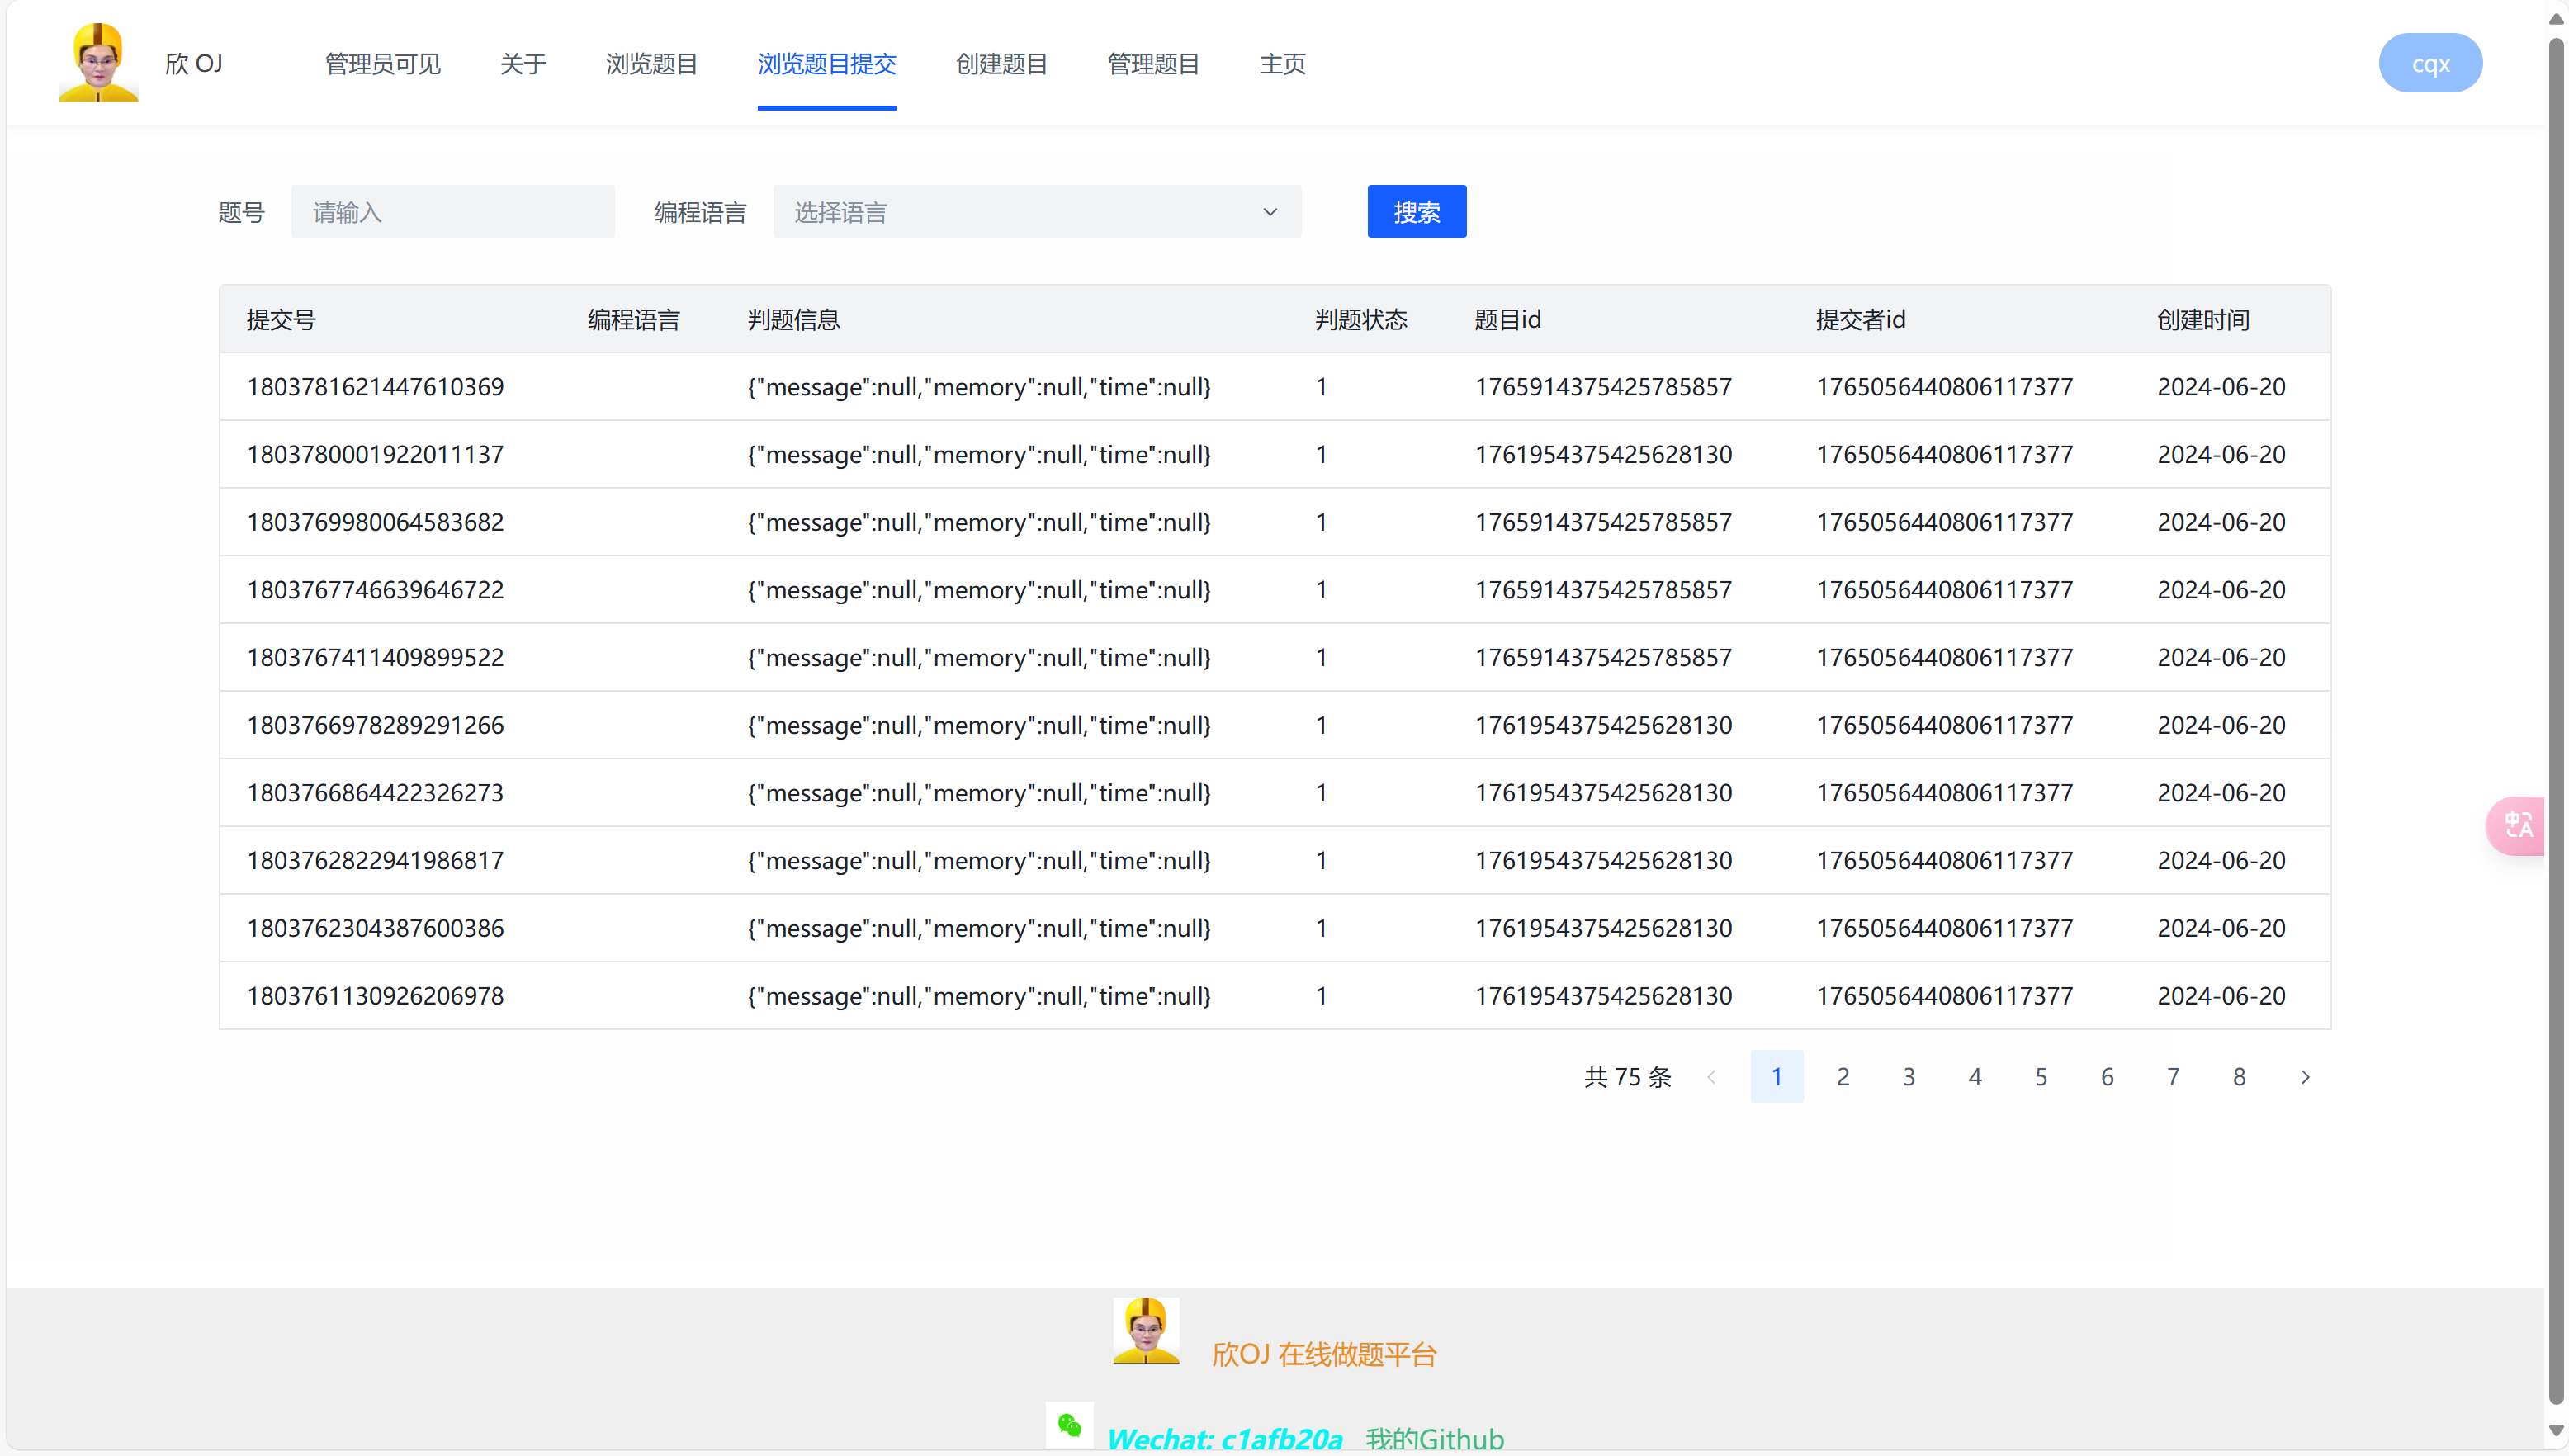 欣 OJ 管理员可见 关于 浏览题目 浏览题目提交 创建题目 管理题目 主页 cqx
题号 请输入 编程语言 选择语言 搜索
提交号 编程语言 判题信息 判题状态 题目id 提交者id 创建时间
1803781621447610369 {"message":null,"memory":null,"time":null} 1 1765914375425785857 1765056440806117377 2024-06-20
1803780001922011137 {"message":null,"memory":null,"time":null} 1 1761954375425628130 1765056440806117377 2024-06-20
1803769980064583682 {"message":null,"memory":null,"time":null} 1 1765914375425785857 1765056440806117377 2024-06-20
1803767746639646722 {"message":null,"memory":null,"time":null} 1 1765914375425785857 1765056440806117377 2024-06-20
1803767411409899522 {"message":null,"memory":null,"time":null} 1 1765914375425785857 1765056440806117377 2024-06-20
1803766978289291266 {"message":null,"memory":null,"time":null} 1 1761954375425628130 1765056440806117377 2024-06-20
1803766864422326273 {"message":null,"memory":null,"time":null} 1 1761954375425628130 1765056440806117377 2024-06-20
1803762822941986817 {"message":null,"memory":null,"time":null} 1 1761954375425628130 1765056440806117377 2024-06-20
1803762304387600386 {"message":null,"memory":null,"time":null} 1 1761954375425628130 1765056440806117377 2024-06-20
1803761130926206978 {"message":null,"memory":null,"time":null} 1 1761954375425628130 1765056440806117377 2024-06-20
共 75 条 1 2 3 4 5 6 7 8
欣OJ 在线做题平台
Wechat: c1afb20a 我的Github